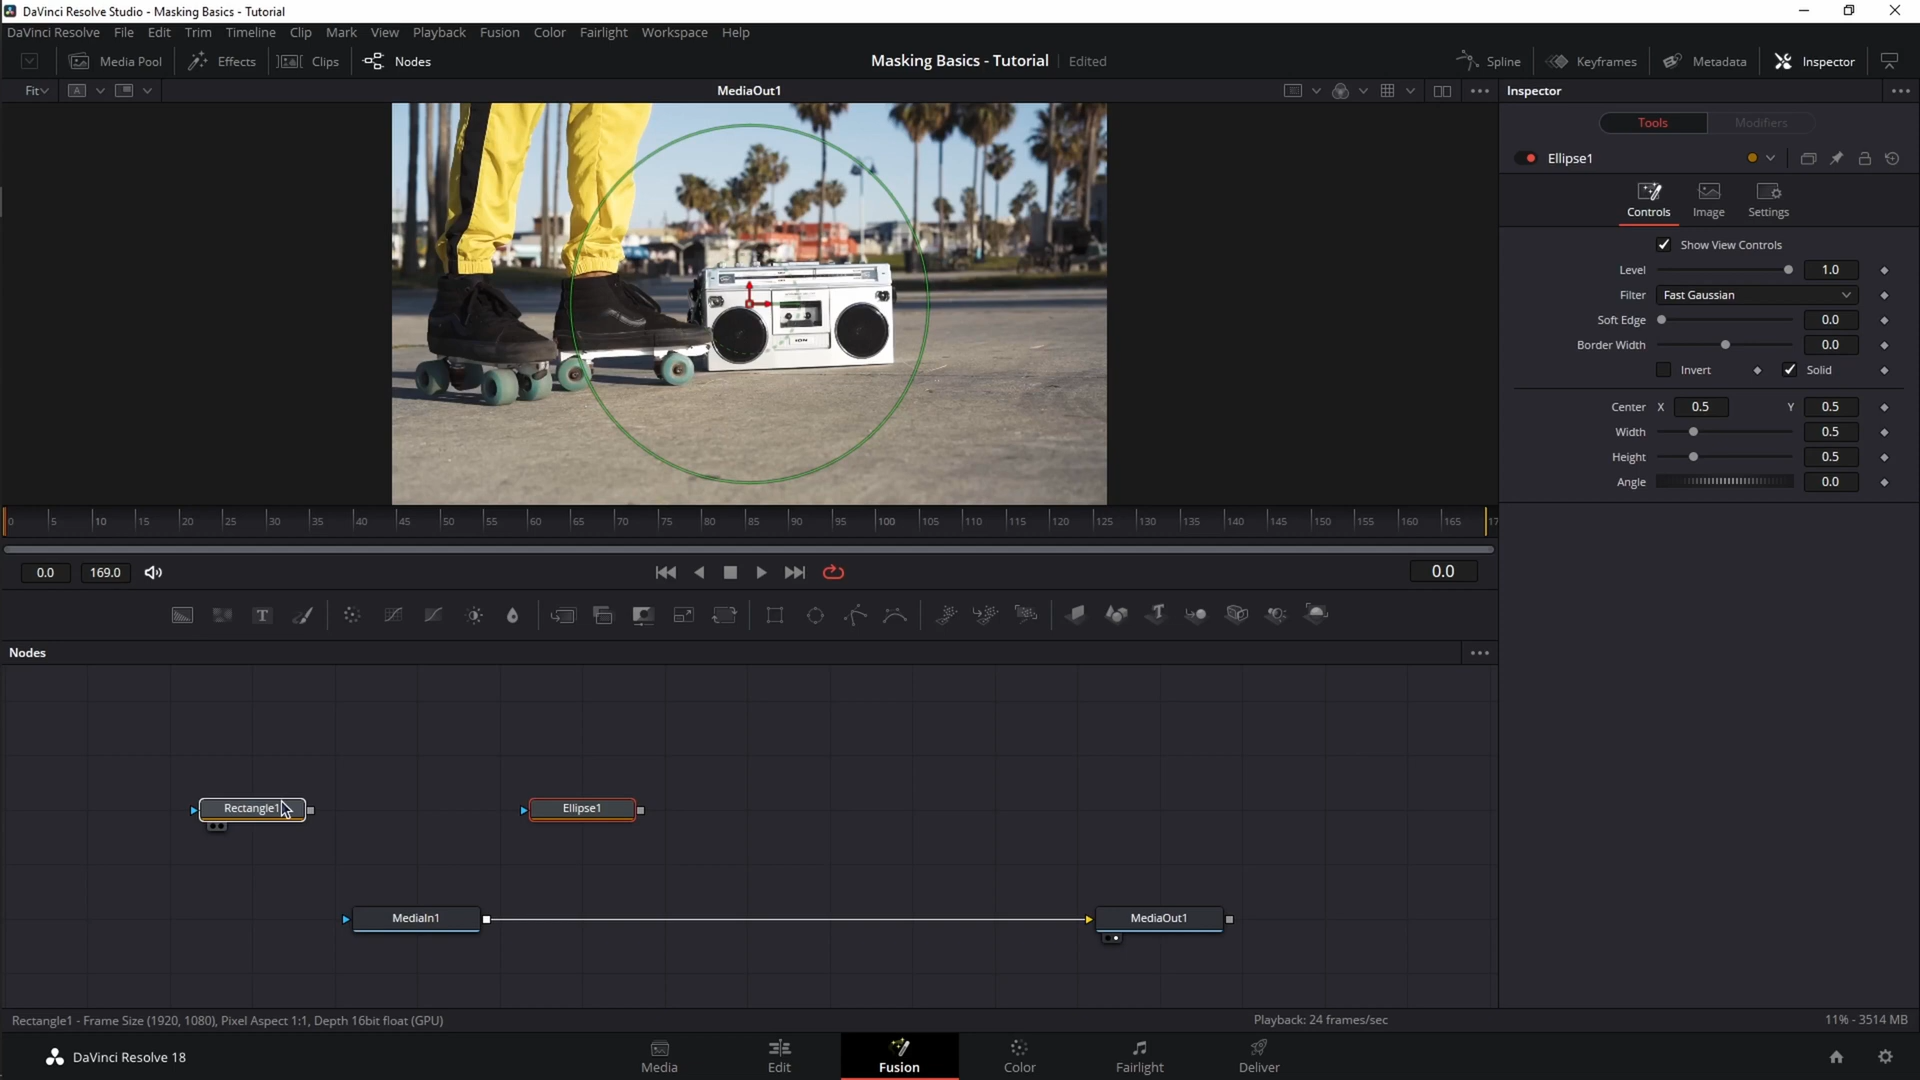 DaVinci Resolve Studio - Masking Basics - Tutorial
DaVinci Resolve File Edit Trim Timeline Clip Mark View Playback Fusion Color Fairlight Workspace Help
Media Pool Effects Clips Nodes Masking Basics - Tutorial Edited Spline Keyframes Metadata Inspector
Fit A MediaOut1 Inspector
Tools Modifiers
Ellipse1
Controls Image Settings
Show View Controls
Level 1.0
Filter Fast Gaussian
Soft Edge 0.0
Border Width 0.0
Invert Solid
Center X 0.5 Y 0.5
Width 0.5
Height 0.5
Angle 0.0
ION
0 5 10 15 20 25 30 35 40 45 50 55 60 65 70 75 80 85 90 95 100 105 110 115 120 125 130 135 140 145 150 155 160 165 17
0.0 169.0 0.0
T
Nodes
Rectangle1 Ellipse1
MediaIn1 MediaOut1
Rectangle1 - Frame Size (1920, 1080), Pixel Aspect 1:1, Depth 16bit float (GPU) Playback: 24 frames/sec 11% - 3514 MB
DaVinci Resolve 18 Media Edit Fusion Color Fairlight Deliver